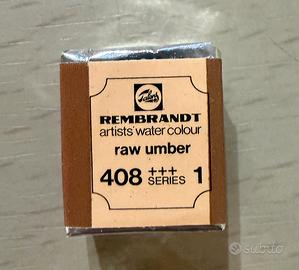 Talens
REMBRANDT
artists' water colour
raw umber
408 +++ SERIES 1
subito